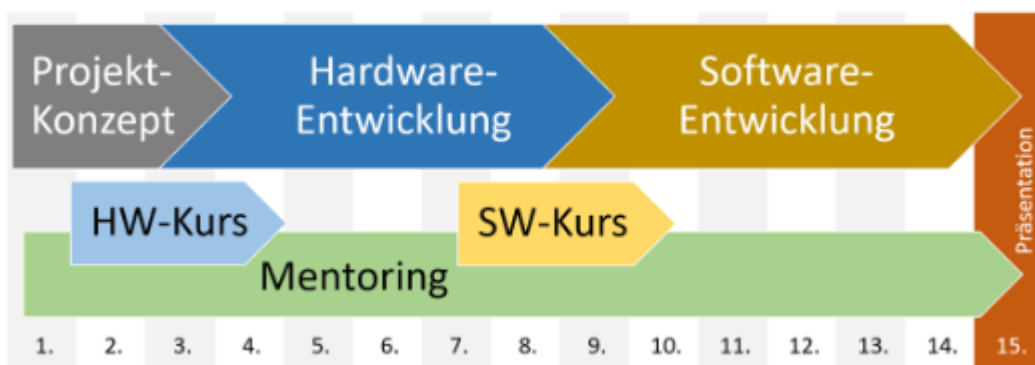 Projekt-
Konzept
Hardware-
Entwicklung
Software-
Entwicklung
Präsentation
HW-Kurs
SW-Kurs
Mentoring
1. 2. 3. 4. 5. 6. 7. 8. 9. 10. 11. 12. 13. 14. 15.